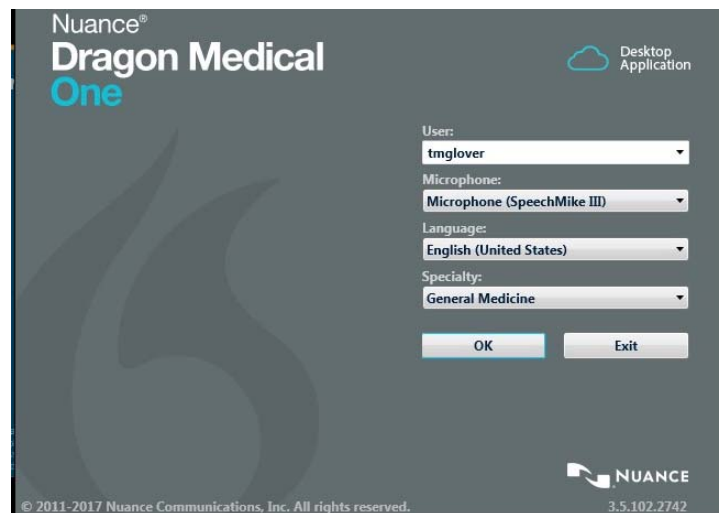 Nuance®
Dragon Medical
One
Desktop
Application
User:
tmglover
Microphone:
Microphone (SpeechMike III)
Language:
English (United States)
Specialty:
General Medicine
OK
Exit
NUANCE
© 2011-2017 Nuance Communications, Inc. All rights reserved.
3.5.102.2742